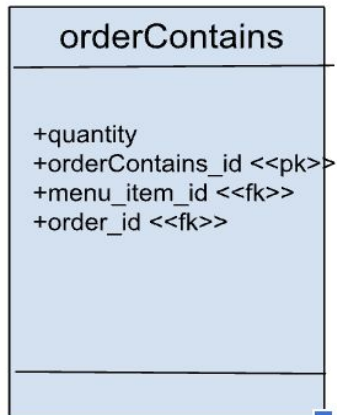 orderContains
+quantity
+orderContains_id <<pk>>
+menu_item_id <<fk>>
+order_id <<fk>>